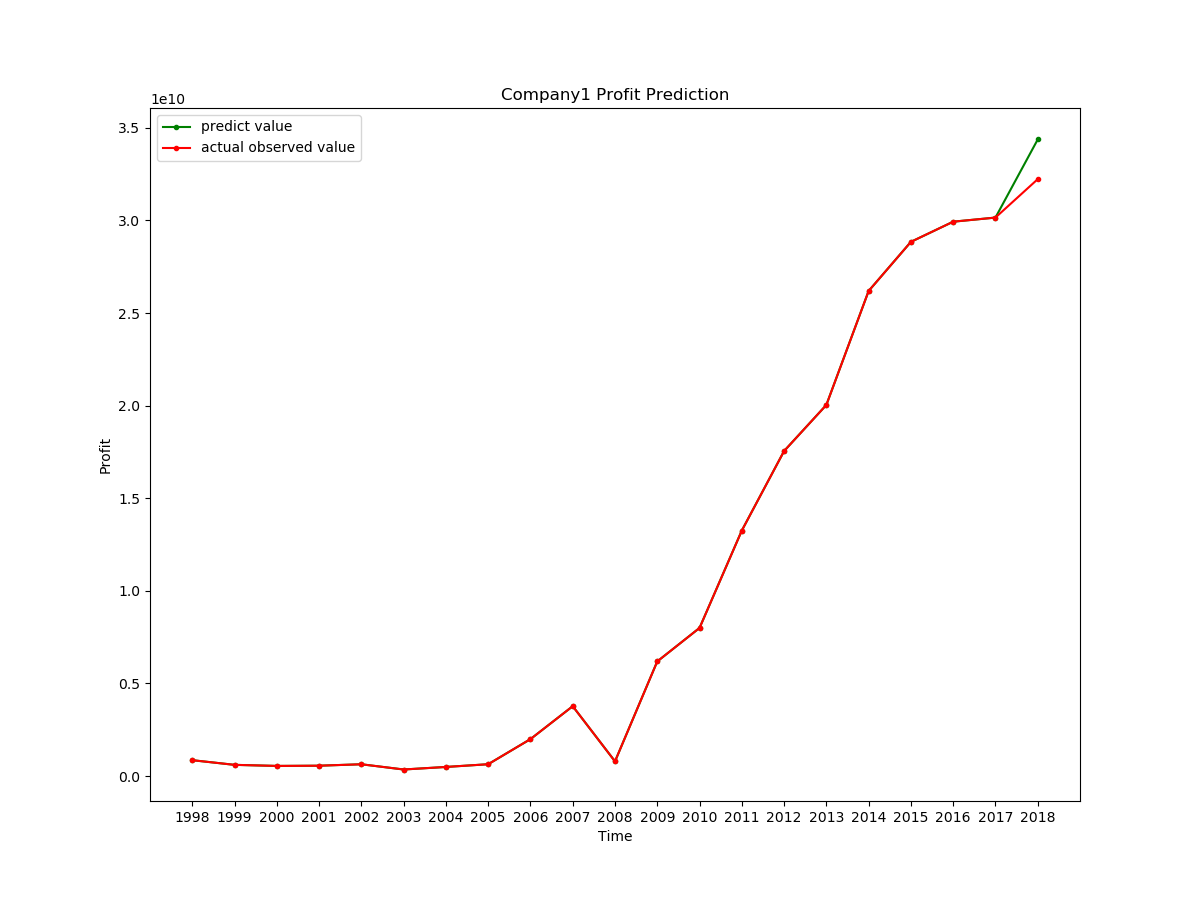 Company1 Profit Prediction
1e10
predict value
actual observed value
3.5
3.0
2.5
2.0
1.5
1.0
0.5
0.0
Profit
1998 1999 2000 2001 2002 2003 2004 2005 2006 2007 2008 2009 2010 2011 2012 2013 2014 2015 2016 2017 2018
Time